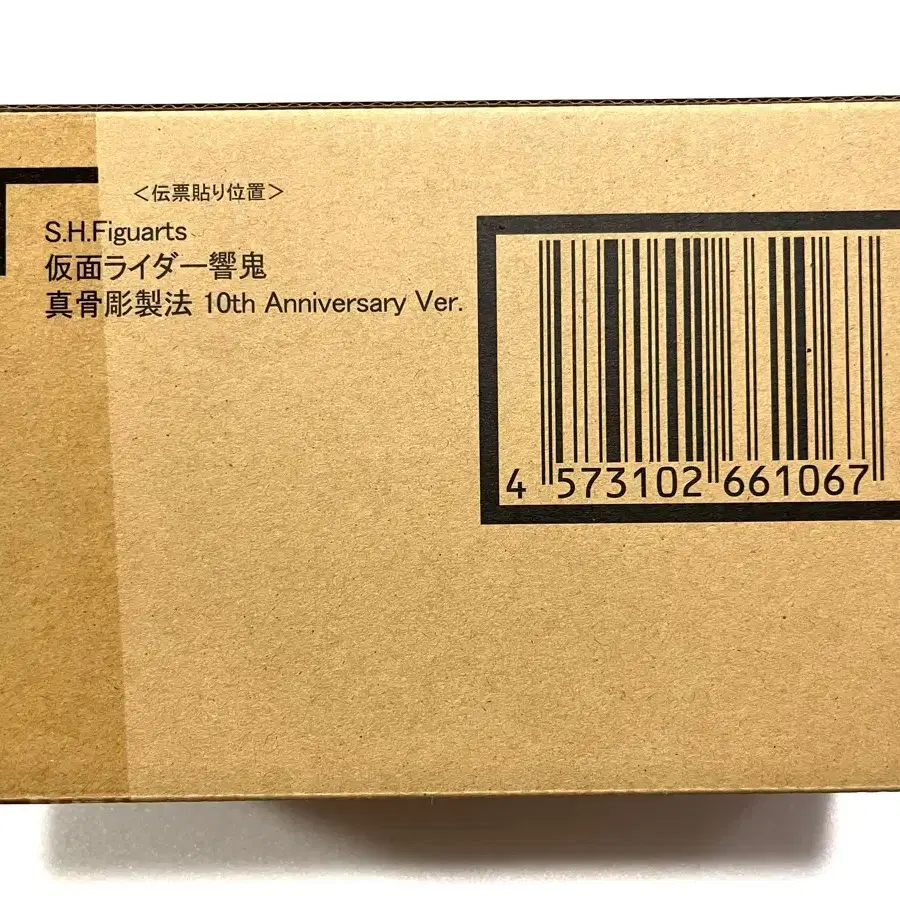 <伝票貼り位置>
S.H.Figuarts
仮面ライダー響鬼
真骨彫製法 10th Anniversary Ver.
4 573102 661067